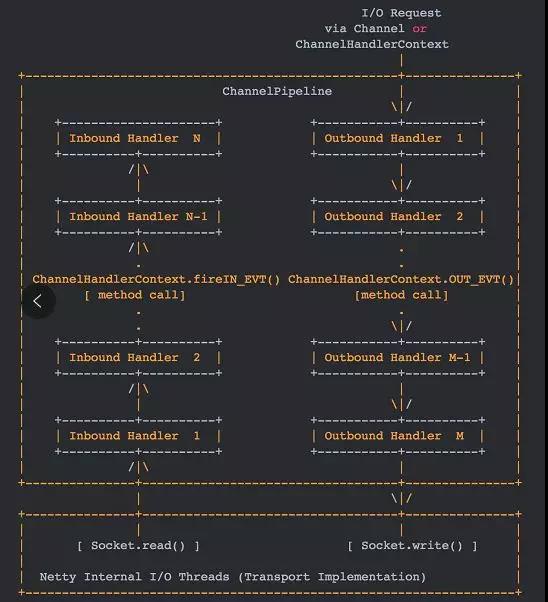 I/O Request
via Channel or
ChannelHandlerContext
ChannelPipeline
Inbound Handler N
Outbound Handler 1
Inbound Handler N-1
Outbound Handler 2
ChannelHandlerContext.fireIN_EVT() ChannelHandlerContext.OUT_EVT()
[ method call]
[method call]
Inbound Handler 2
Outbound Handler M-1
Inbound Handler 1
Outbound Handler M
[ Socket.read() ]
[ Socket.write() ]
Netty Internal I/O Threads (Transport Implementation)